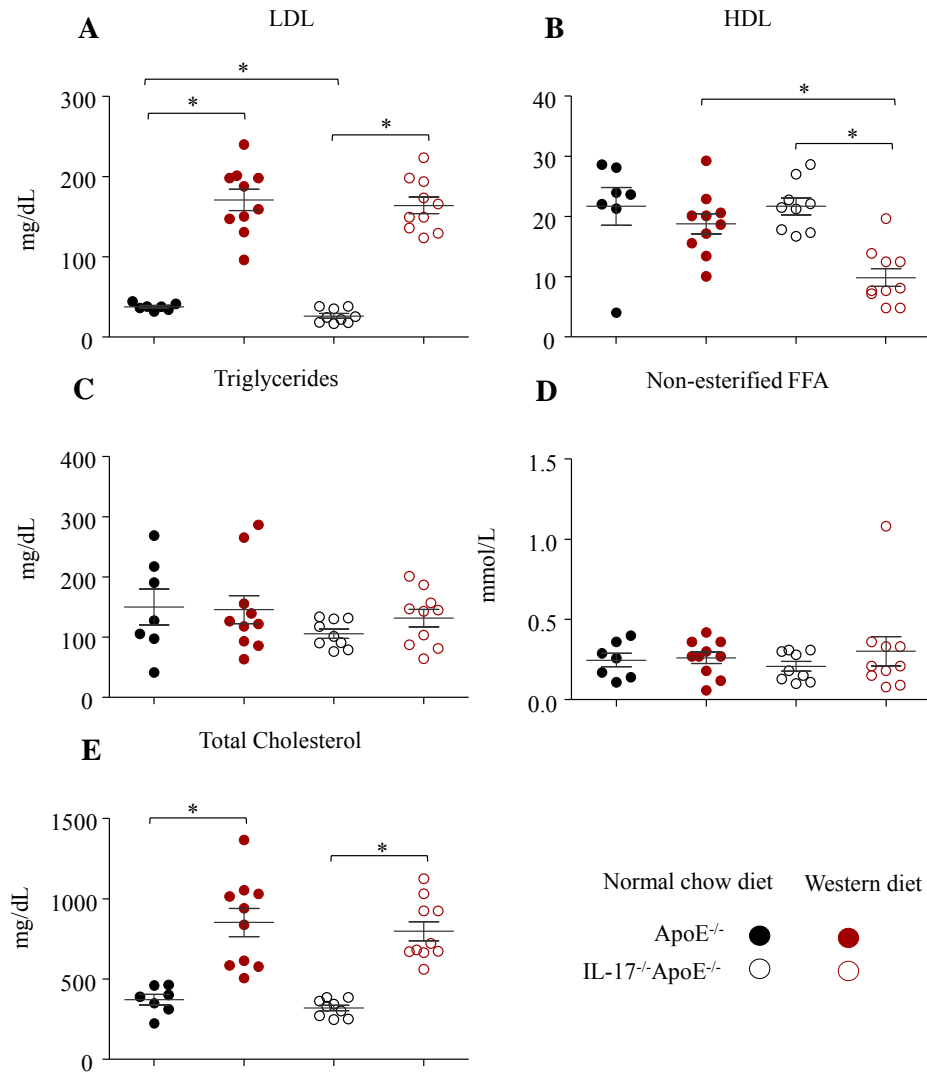 A LDL
*
*
*
300
200
100
0
mg/dL
B HDL
*
*
40
30
20
10
0
C Triglycerides
400
300
200
100
0
mg/dL
Non-esterified FFA D
1.5
1.0
0.5
0.0
mmol/L
E Total Cholesterol
*
*
1500
1000
500
0
mg/dL
Normal chow diet Western diet
ApoE-/-
IL-17-/-ApoE-/-